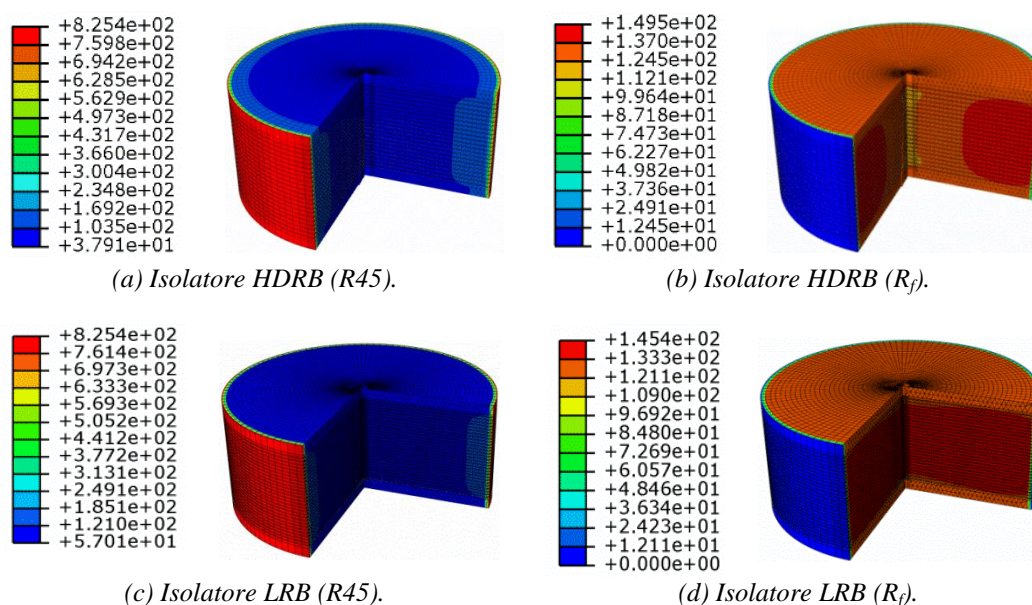 +8.254e+02
+7.598e+02
+6.942e+02
+6.285e+02
+5.629e+02
+4.973e+02
+4.317e+02
+3.660e+02
+3.004e+02
+2.348e+02
+1.692e+02
+1.035e+02
+3.791e+01
(a) Isolatore HDRB (R45).
+1.495e+02
+1.370e+02
+1.245e+02
+1.121e+02
+9.964e+01
+8.718e+01
+7.473e+01
+6.227e+01
+4.982e+01
+3.736e+01
+2.491e+01
+1.245e+01
+0.000e+00
(b) Isolatore HDRB (Rf).
+8.254e+02
+7.614e+02
+6.973e+02
+6.333e+02
+5.693e+02
+5.052e+02
+4.412e+02
+3.772e+02
+3.131e+02
+2.491e+02
+1.851e+02
+1.210e+02
+5.701e+01
(c) Isolatore LRB (R45).
+1.454e+02
+1.333e+02
+1.211e+02
+1.090e+02
+9.692e+01
+8.480e+01
+7.269e+01
+6.057e+01
+4.846e+01
+3.634e+01
+2.423e+01
+1.211e+01
+0.000e+00
(d) Isolatore LRB (Rf).